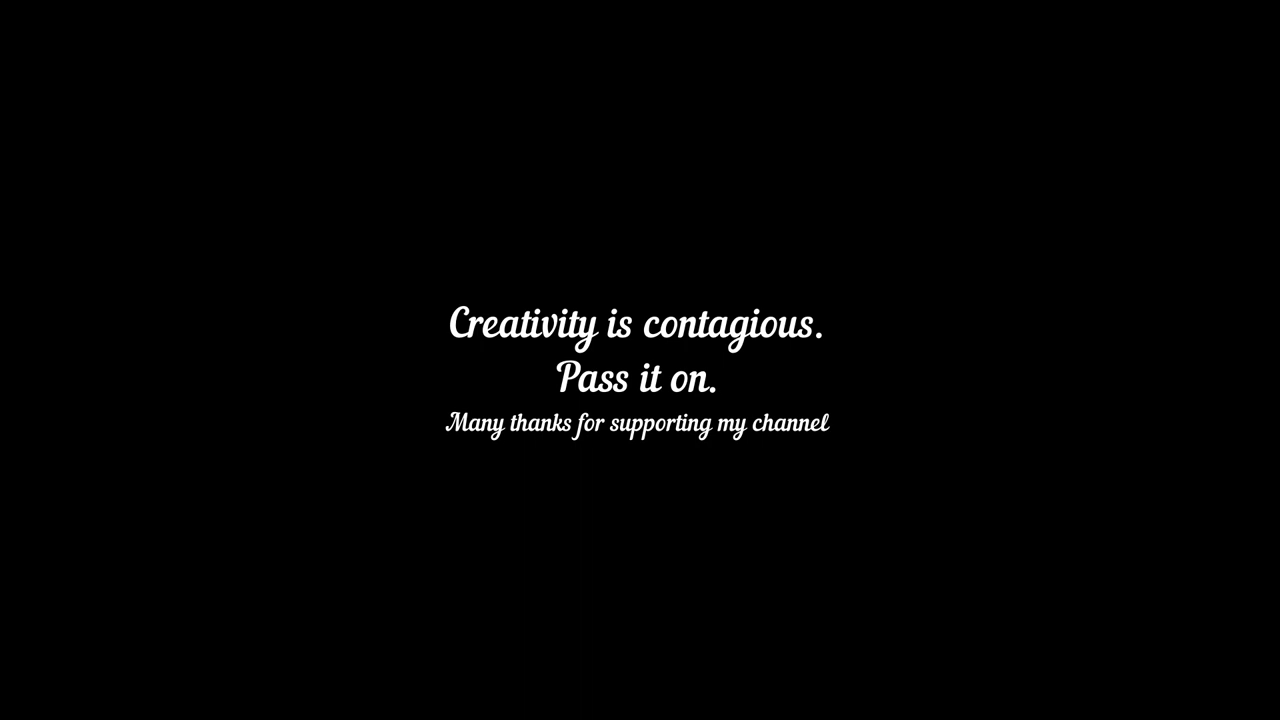 Creativity is contagious.
Pass it on.
Many thanks for supporting my channel